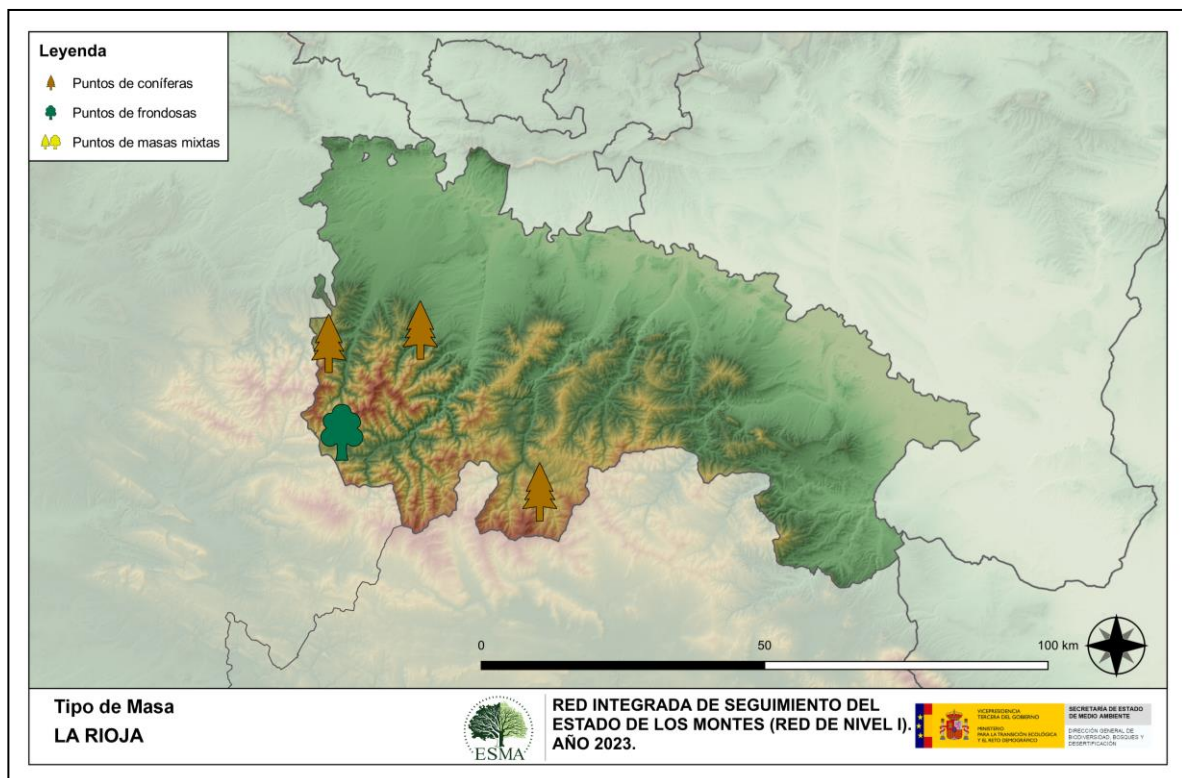 Leyenda
Puntos de coníferas
Puntos de frondosas
Puntos de masas mixtas
0
50
100 km
Tipo de Masa
LA RIOJA
ESMA
RED INTEGRADA DE SEGUIMIENTO DEL
ESTADO DE LOS MONTES (RED DE NIVEL I).
AÑO 2023.
VICEPRESIDENCIA
TERCERA DEL GOBIERNO
MINISTERIO
PARA LA TRANSICIÓN ECOLÓGICA
Y EL RETO DEMOGRÁFICO
SECRETARÍA DE ESTADO
DE MEDIO AMBIENTE
DIRECCIÓN GENERAL DE
BIODIVERSIDAD, BOSQUES Y
DESERTIFICACIÓN